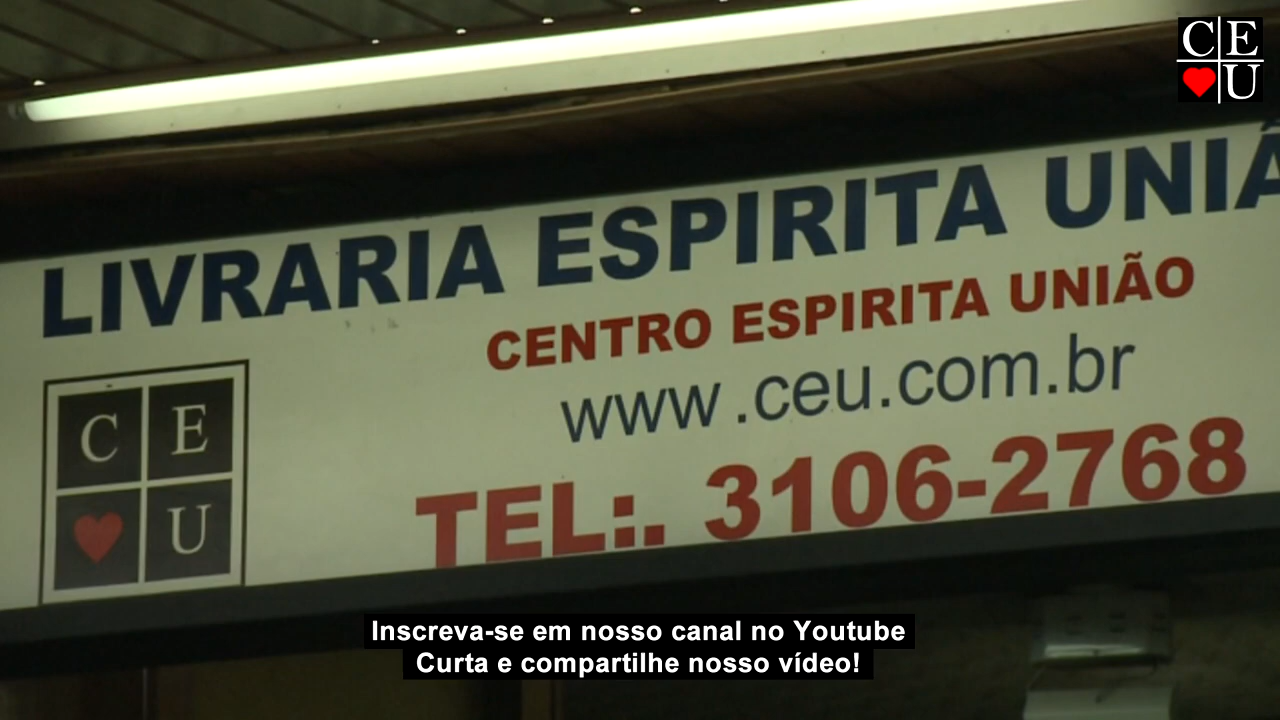 C E
U
LIVRARIA ESPIRITA UNIÃ
CENTRO ESPIRITA UNIÃO
www.ceu.com.br
TEL:. 3106-2768
C E
U
Inscreva-se em nosso canal no Youtube
Curta e compartilhe nosso vídeo!